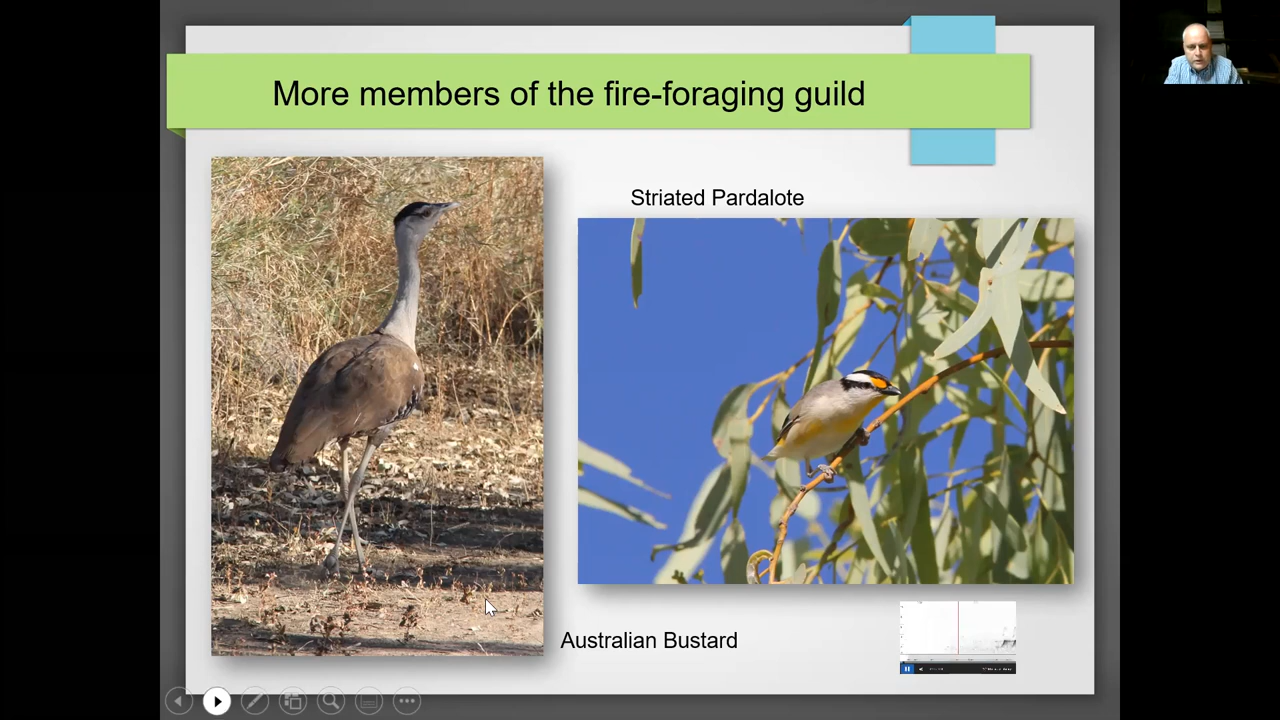 More members of the fire-foraging guild
Striated Pardalote
Australian Bustard